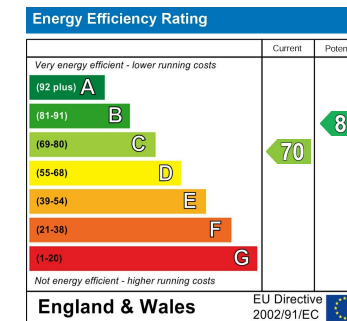 Energy Efficiency Rating
Current
Very energy efficient - lower running costs
(92 plus) A
(81-91) B
(69-80) C
70
(55-68) D
(39-54) E
(21-38) F
(1-20) G
Not energy efficient - higher running costs
England & Wales
EU Directive
2002/91/EC